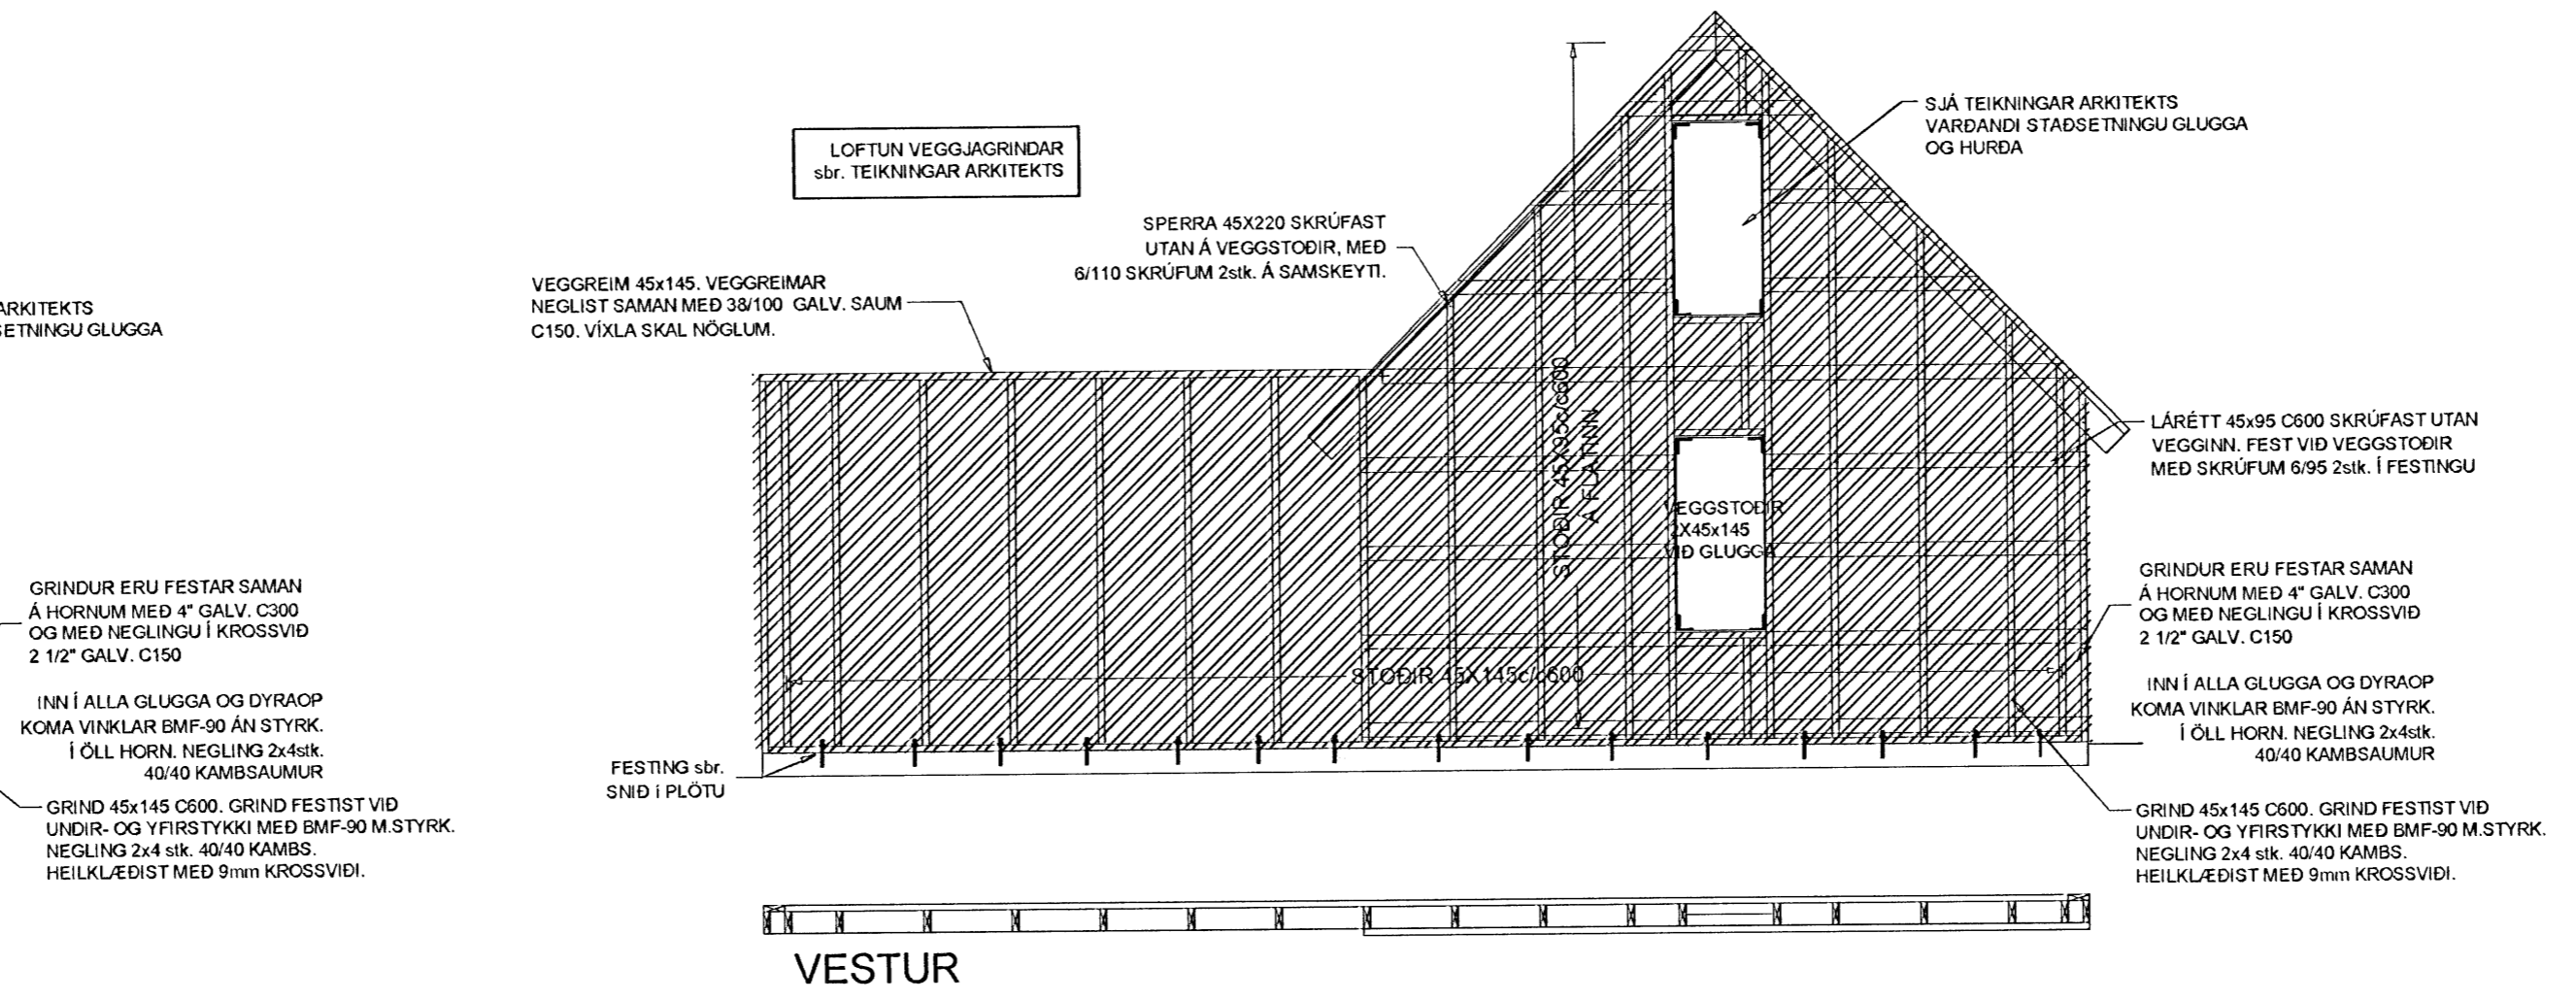 ARKITEKTS
SETNINGU GLUGGA
GRINDUR ERU FESTAR SAMAN
Á HORNUM MEÐ 4" GALV. C300
OG MEÐ NEGLINGU Í KROSSVIÐ
2 1/2" GALV. C150
INN Í ALLA GLUGGA OG DYRAOP
KOMA VINKLAR BMF-90 ÁN STYRK.
Í ÖLL HORN. NEGLING 2x4stk.
40/40 KAMBSAUMUR
GRIND 45x145 C600. GRIND FESTIST VIÐ
UNDIR- OG YFIRSTYKKI MEÐ BMF-90 M.STYRK.
NEGLING 2x4 stk. 40/40 KAMBS.
HEILKLÆÐIST MEÐ 9mm KROSSVIÐI.
LOFTUN VEGGJAGRINDAR
sbr. TEIKNINGAR ARKITEKTS
VEGGREIM 45x145. VEGGREIMAR
NEGLIST SAMAN MEÐ 38/100 GALV. SAUM
C150. VÍXLA SKAL NÖGLUM.
SPERRA 45X220 SKRÚFAST
UTAN Á VEGGSTOÐIR, MEÐ
6/110 SKRÚFUM 2stk. Á SAMSKEYTI.
SJÁ TEIKNINGAR ARKITEKTS
VARÐANDI STAÐSETNINGU GLUGGA
OG HURÐA
STOÐIR 45X95c/c600
Á FLATINN
VEGGSTOÐIR
2X45x145
VIÐ GLUGGA
STOÐIR 45X145c/c600
FESTING sbr.
SNIÐ í PLÖTU
LÁRÉTT 45x95 C600 SKRÚFAST UTAN
VEGGINN. FEST VIÐ VEGGSTOÐIR
MEÐ SKRÚFUM 6/95 2stk. Í FESTINGU
GRINDUR ERU FESTAR SAMAN
Á HORNUM MEÐ 4" GALV. C300
OG MEÐ NEGLINGU Í KROSSVIÐ
2 1/2" GALV. C150
INN Í ALLA GLUGGA OG DYRAOP
KOMA VINKLAR BMF-90 ÁN STYRK.
Í ÖLL HORN. NEGLING 2x4stk.
40/40 KAMBSAUMUR
GRIND 45x145 C600. GRIND FESTIST VIÐ
UNDIR- OG YFIRSTYKKI MEÐ BMF-90 M.STYRK.
NEGLING 2x4 stk. 40/40 KAMBS.
HEILKLÆÐIST MEÐ 9mm KROSSVIÐI.
VESTUR